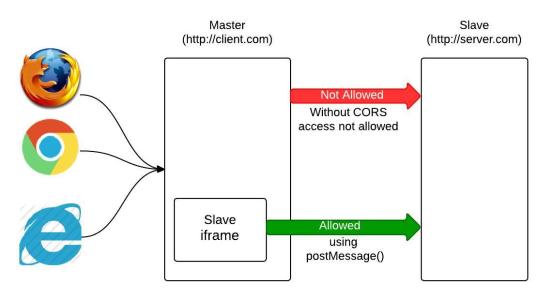 Master
(http://client.com)
Slave
(http://server.com)
Not Allowed
Without CORS
access not allowed
Slave
iframe
Allowed
using
postMessage()